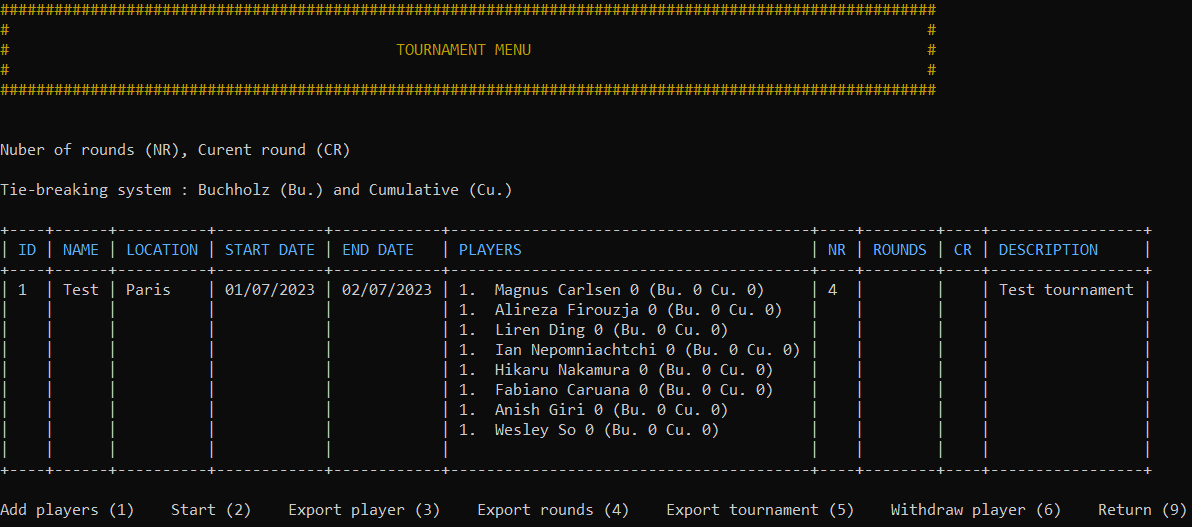 TOURNAMENT MENU
Nuber of rounds (NR), Curent round (CR)
Tie-breaking system : Buchholz (Bu.) and Cumulative (Cu.)
| ID | NAME | LOCATION | START DATE | END DATE | PLAYERS | NR | ROUNDS | CR | DESCRIPTION |
| 1 | Test | Paris | 01/07/2023 | 02/07/2023 | 1. Magnus Carlsen 0 (Bu. 0 Cu. 0) | 4 | | | Test tournament |
1. Alireza Firouzja 0 (Bu. 0 Cu. 0)
1. Liren Ding 0 (Bu. 0 Cu. 0)
1. Ian Nepomniachtchi 0 (Bu. 0 Cu. 0)
1. Hikaru Nakamura 0 (Bu. 0 Cu. 0)
1. Fabiano Caruana 0 (Bu. 0 Cu. 0)
1. Anish Giri 0 (Bu. 0 Cu. 0)
1. Wesley So 0 (Bu. 0 Cu. 0)
Add players (1) Start (2) Export player (3) Export rounds (4) Export tournament (5) Withdraw player (6) Return (9)